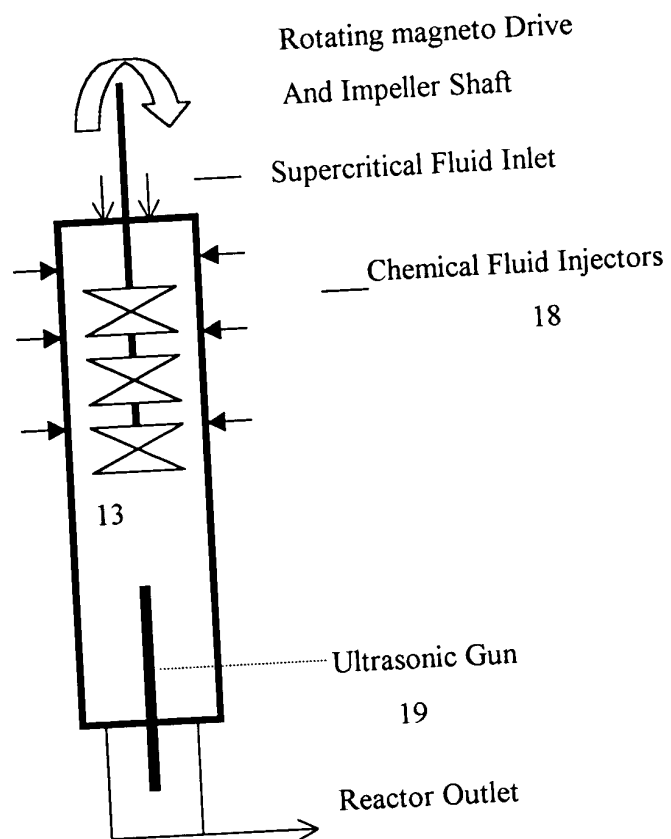 Rotating magneto Drive
And Impeller Shaft
Supercritical Fluid Inlet
Chemical Fluid Injectors
18
13
Ultrasonic Gun
19
Reactor Outlet